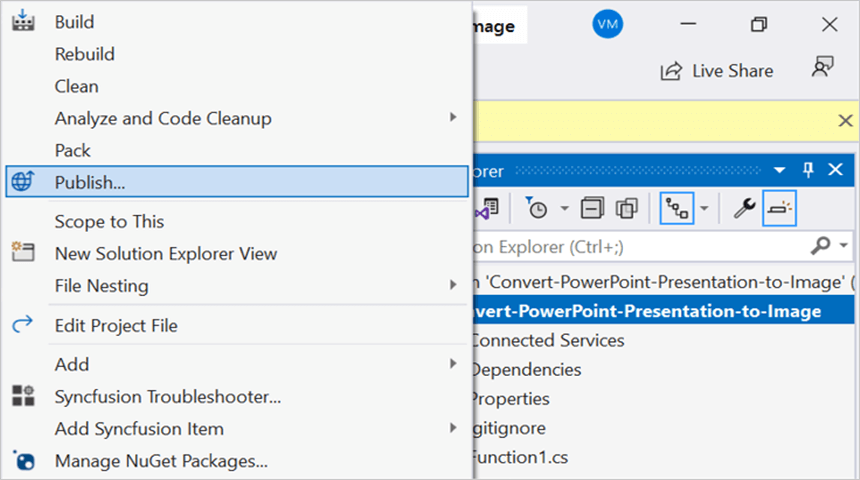 Build
Rebuild
Clean
Analyze and Code Cleanup
Pack
Publish...
Scope to This
New Solution Explorer View
File Nesting
Edit Project File
Add
Syncfusion Troubleshooter...
Add Syncfusion Item
Manage NuGet Packages...
mage
VM
Live Share
orer
on Explorer (Ctrl+;)
n 'Convert-PowerPoint-Presentation-to-Image' (
vert-PowerPoint-Presentation-to-Image
Connected Services
Dependencies
Properties
gitignore
Function1.cs